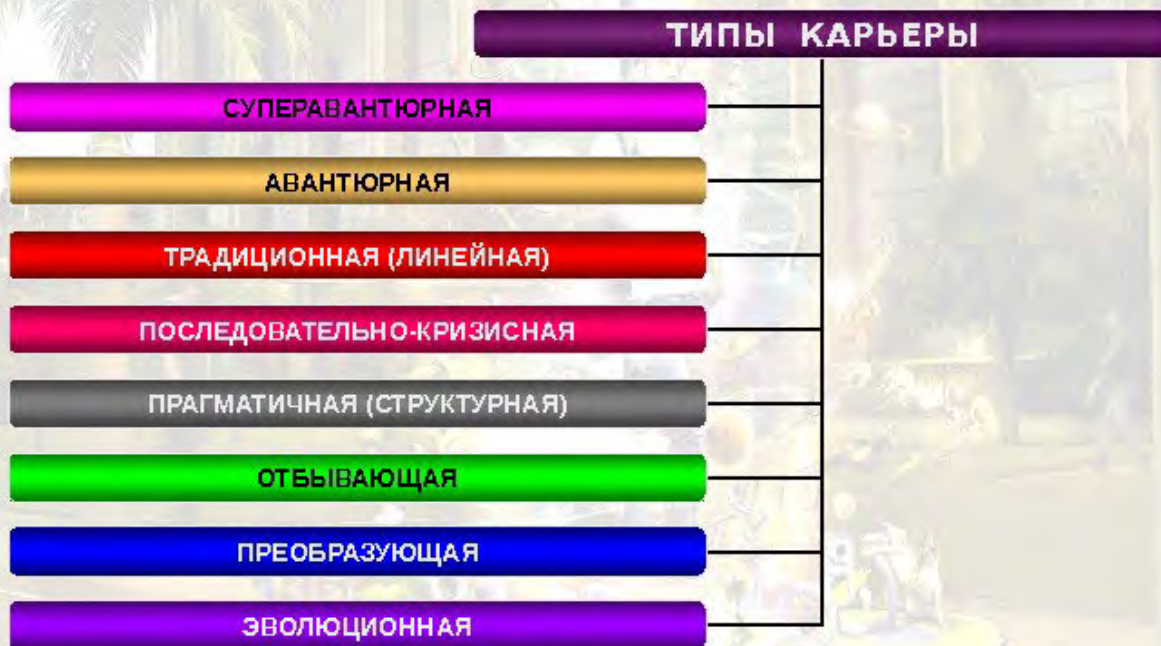 ТИПЫ КАРЬЕРЫ
СУПЕРАВАНТЮРНАЯ
АВАНТЮРНАЯ
ТРАДИЦИОННАЯ (ЛИНЕЙНАЯ)
ПОСЛЕДОВАТЕЛЬНО-КРИЗИСНАЯ
ПРАГМАТИЧНАЯ (СТРУКТУРНАЯ)
ОТБЫВАЮЩАЯ
ПРЕОБРАЗУЮЩАЯ
ЭВОЛЮЦИОННАЯ